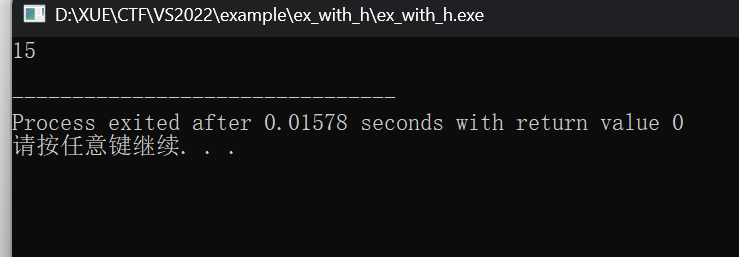 D:\XUE\CTF\VS2022\example\ex_with_h\ex_with_h.exe
15
--------------------------------
Process exited after 0.01578 seconds with return value 0
请按任意键继续. . .